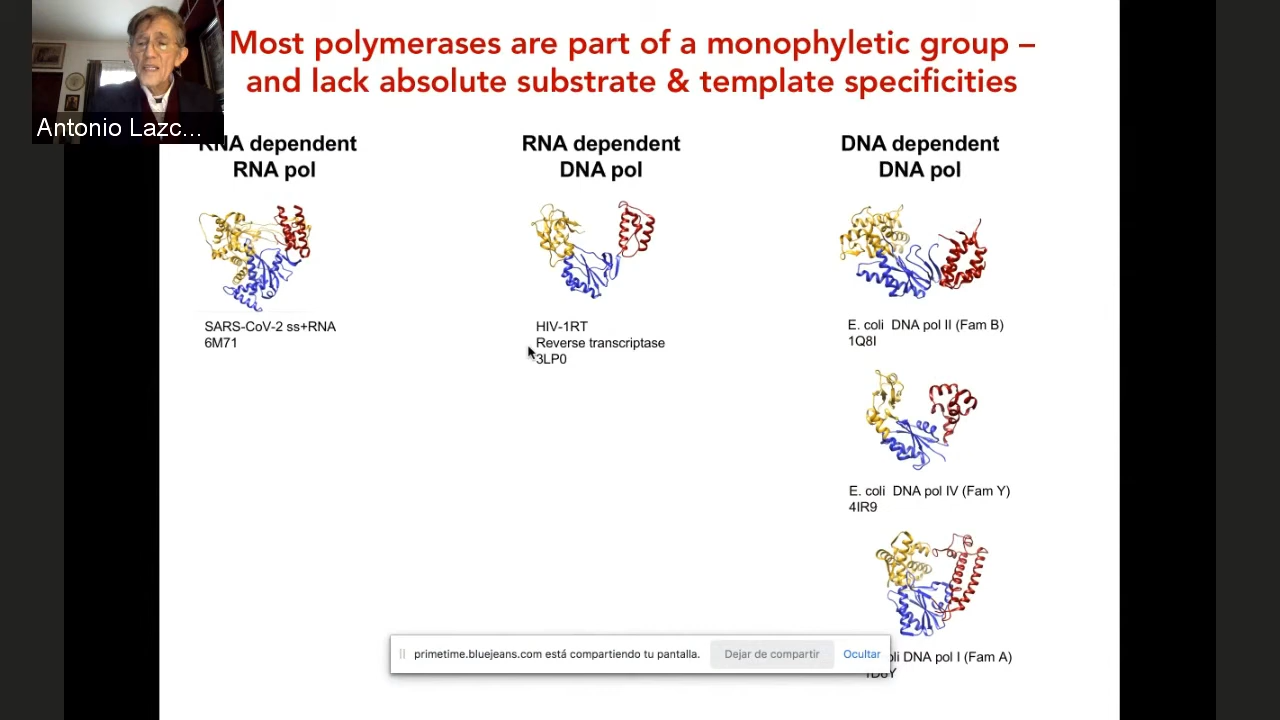 Most polymerases are part of a monophyletic group –
and lack absolute substrate & template specificities
Antonio Lazc...
RNA dependent
RNA pol
RNA dependent
DNA pol
DNA dependent
DNA pol
SARS-CoV-2 ss+RNA
6M71
HIV-1RT
Reverse transcriptase
3LP0
E. coli DNA pol II (Fam B)
1Q8I
E. coli DNA pol IV (Fam Y)
4IR9
primetime.bluejeans.com está compartiendo tu pantalla.
Dejar de compartir
Ocultar
DNA pol I (Fam A)